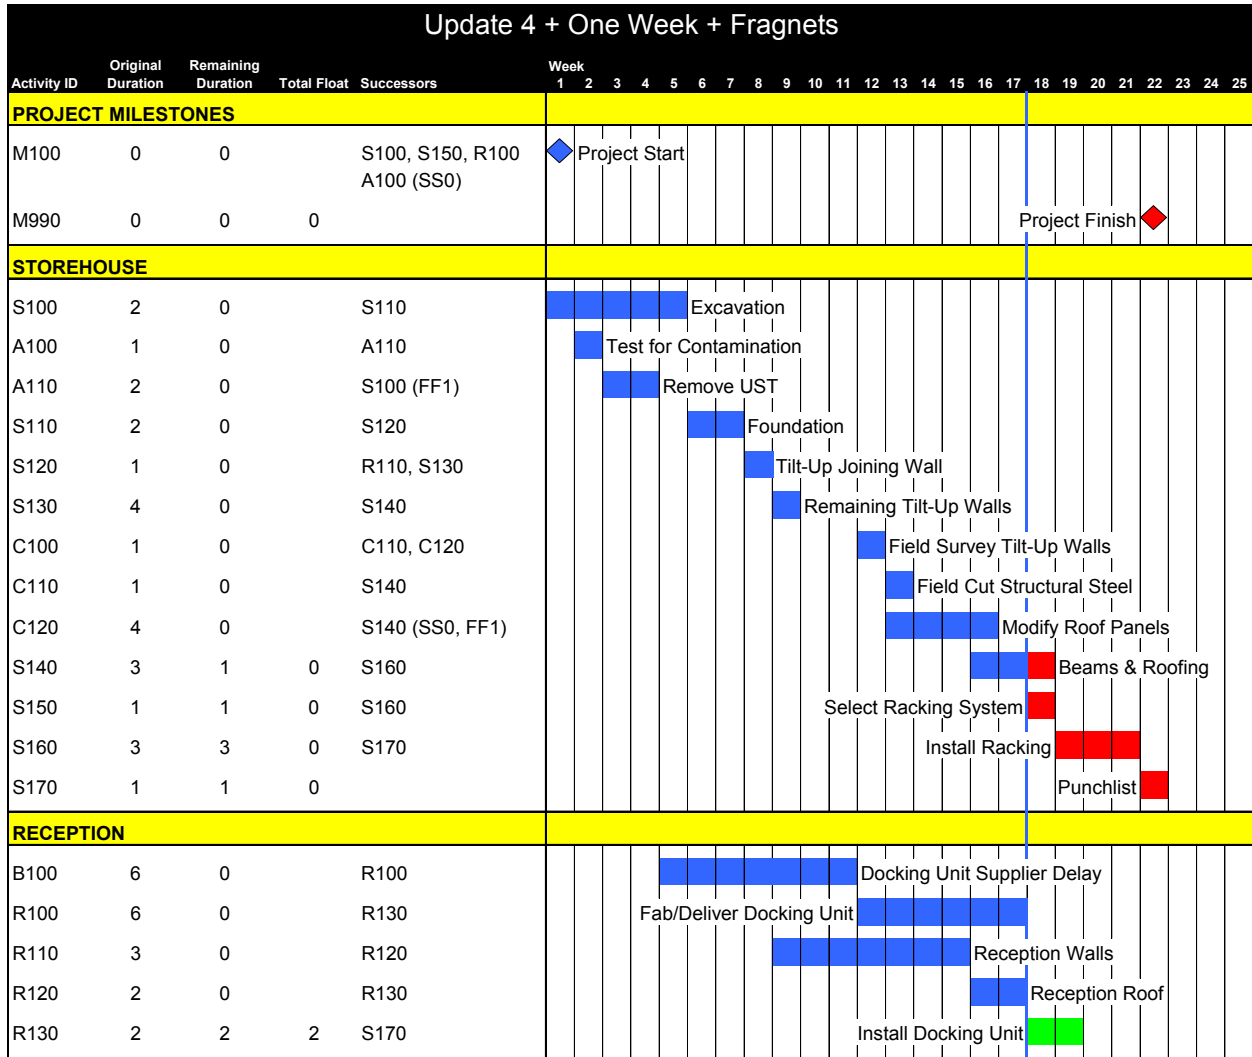 Update 4 + One Week + Fragnets
Activity ID Original Duration Remaining Duration Total Float Successors Week 1 2 3 4 5 6 7 8 9 10 11 12 13 14 15 16 17 18 19 20 21 22 23 24 25
PROJECT MILESTONES
M100 0 0 S100, S150, R100 Project Start
A100 (SS0)
M990 0 0 0 Project Finish
STOREHOUSE
S100 2 0 S110 Excavation
A100 1 0 A110 Test for Contamination
A110 2 0 S100 (FF1) Remove UST
S110 2 0 S120 Foundation
S120 1 0 R110, S130 Tilt-Up Joining Wall
S130 4 0 S140 Remaining Tilt-Up Walls
C100 1 0 C110, C120 Field Survey Tilt-Up Walls
C110 1 0 S140 Field Cut Structural Steel
C120 4 0 S140 (SS0, FF1) Modify Roof Panels
S140 3 1 0 S160 Beams & Roofing
S150 1 1 0 S160 Select Racking System
S160 3 3 0 S170 Install Racking
S170 1 1 0 Punchlist
RECEPTION
B100 6 0 R100 Docking Unit Supplier Delay
R100 6 0 R130 Fab/Deliver Docking Unit
R110 3 0 R120 Reception Walls
R120 2 0 R130 Reception Roof
R130 2 2 2 S170 Install Docking Unit